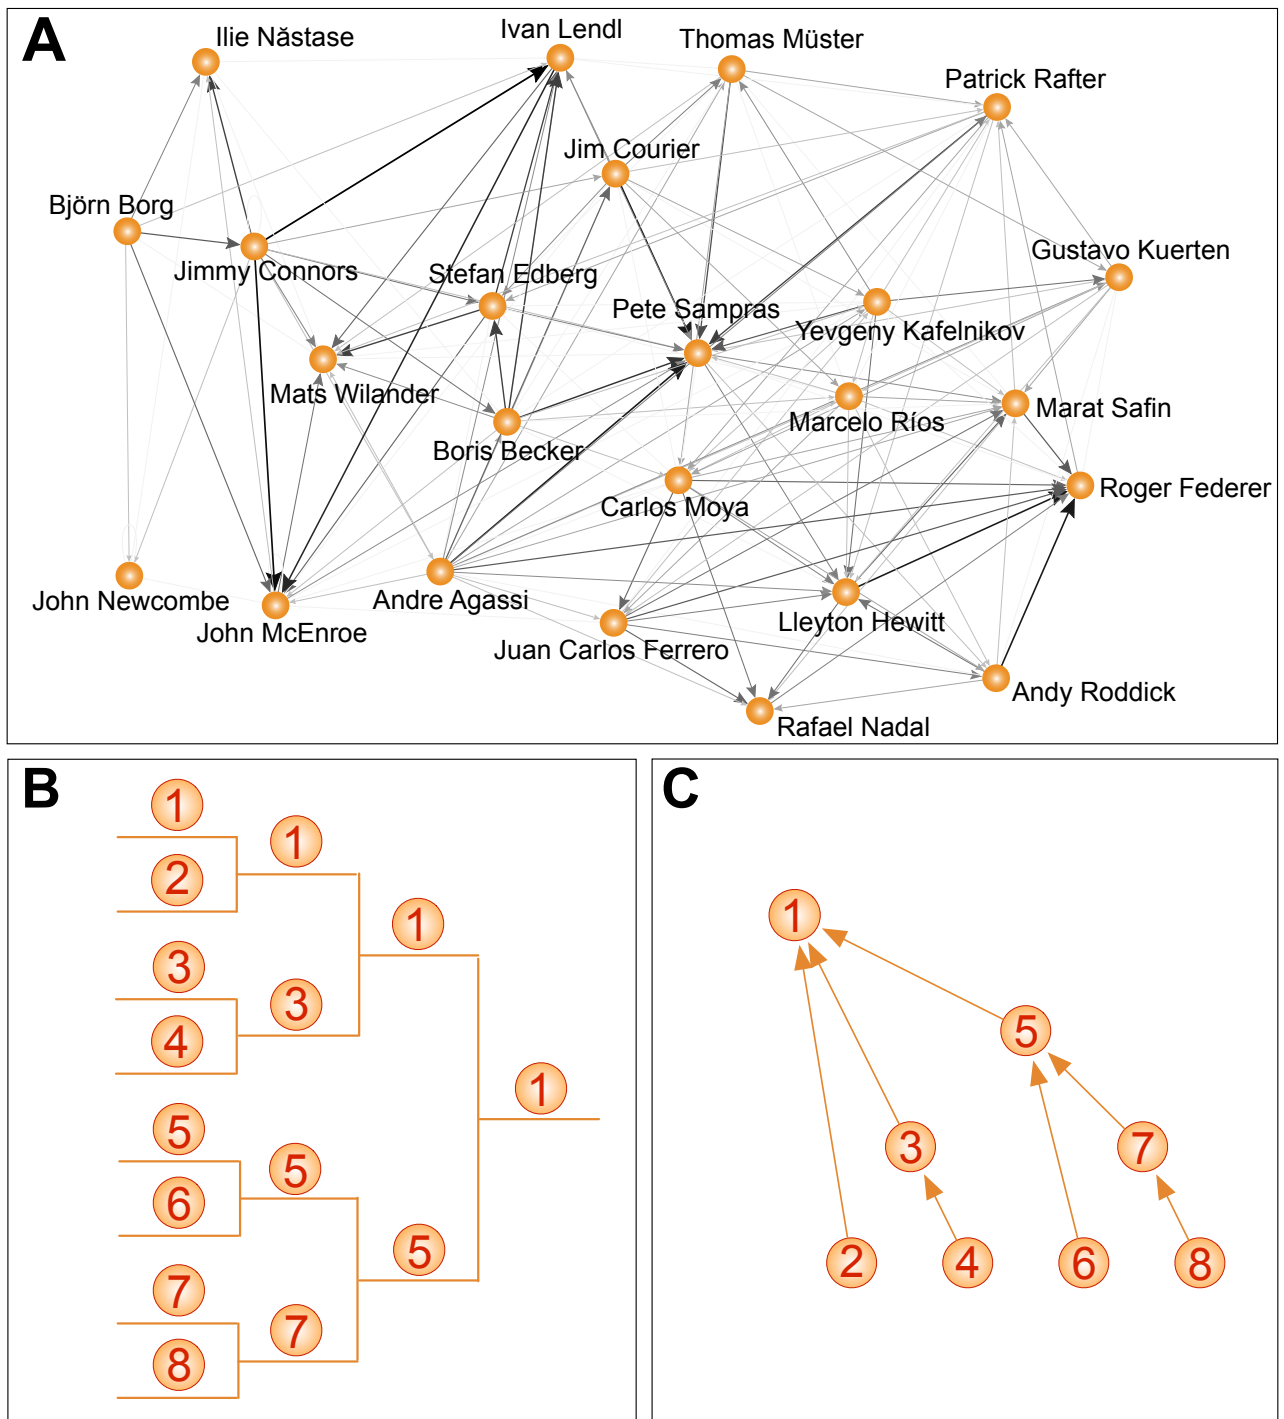 A
Ilie Năstase
Ivan Lendl
Thomas Müster
Patrick Rafter
Jim Courier
Björn Borg
Jimmy Connors
Stefan Edberg
Gustavo Kuerten
Pete Sampras
Yevgeny Kafelnikov
Mats Wilander
Marcelo Ríos
Marat Safin
Boris Becker
Carlos Moya
Roger Federer
John Newcombe
Andre Agassi
John McEnroe
Lleyton Hewitt
Juan Carlos Ferrero
Andy Roddick
Rafael Nadal
B
1
1
2
1
3
3
4
1
5
5
6
5
7
7
8
C
1
5
3
7
2
4
6
8